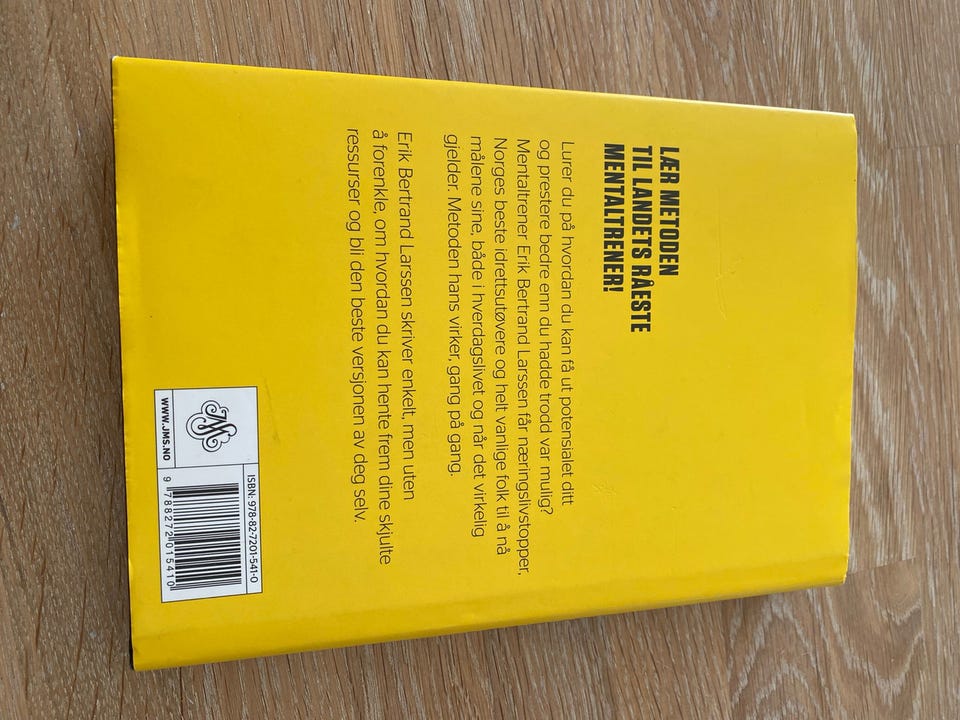 LÆR METODEN
TIL LANDETS RÅESTE
MENTALTRENER!
Lurer du på hvordan du kan få ut potensialet ditt
og prestere bedre enn du hadde trodd var mulig?
Mentaltrener Erik Bertrand Larssen får næringslivstopper,
Norges beste idrettsutøvere og helt vanlige folk til å nå
målene sine, både i hverdagslivet og når det virkelig
gjelder. Metoden hans virker, gang på gang.
Erik Bertrand Larssen skriver enkelt, men uten
å forenkle, om hvordan du kan hente frem dine skjulte
ressurser og bli den beste versjonen av deg selv.
WWW.JMS.NO
ISBN: 978-82-7201-541-0
9 788272 015410